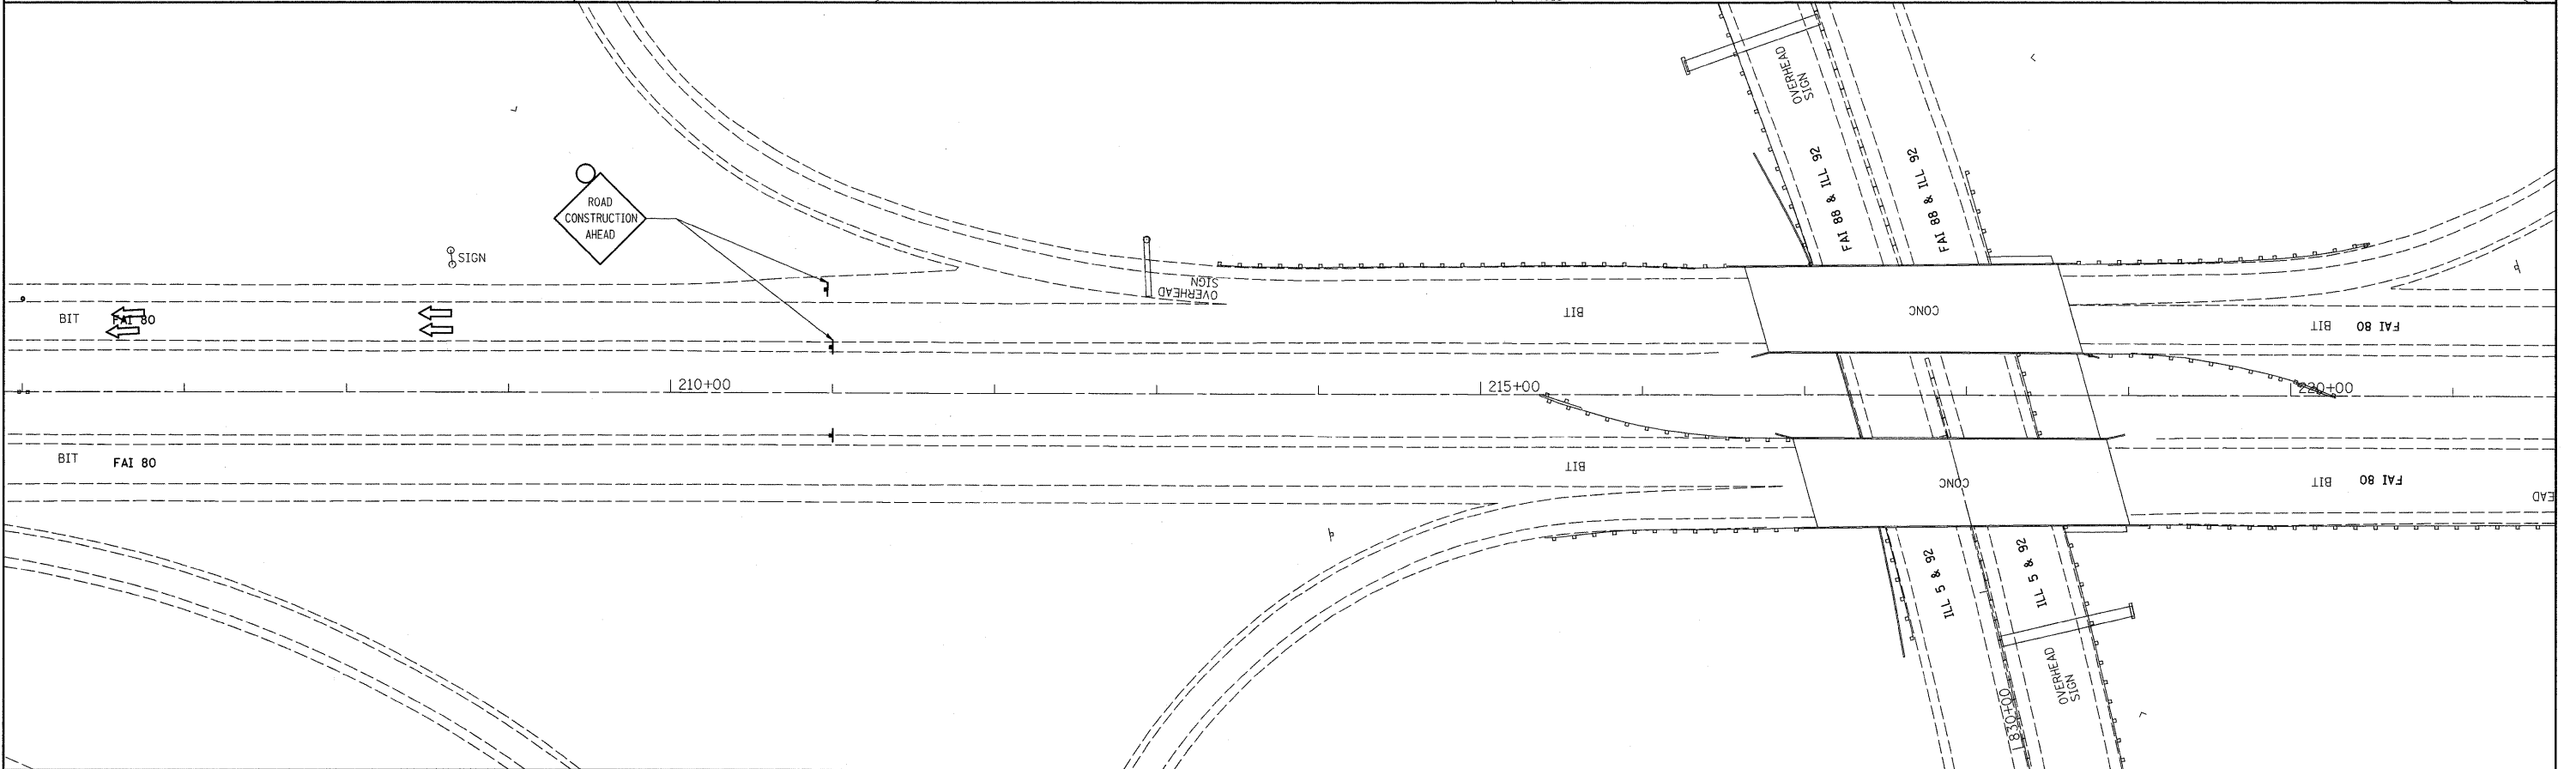 OVERHEAD
SIGN
FAI 88 & ILL 92
FAI 88 & ILL 92
ROAD
CONSTRUCTION
AHEAD
SIGN
OVERHEAD
SIGN
BIT
FAI 80
BIT
CONC
BIT
FAI 80
210+00
215+00
220+00
BIT
FAI 80
BIT
CONC
BIT
FAI 80
EAD
ILL 5 & 92
ILL 5 & 92
OVERHEAD
SIGN
1830+00